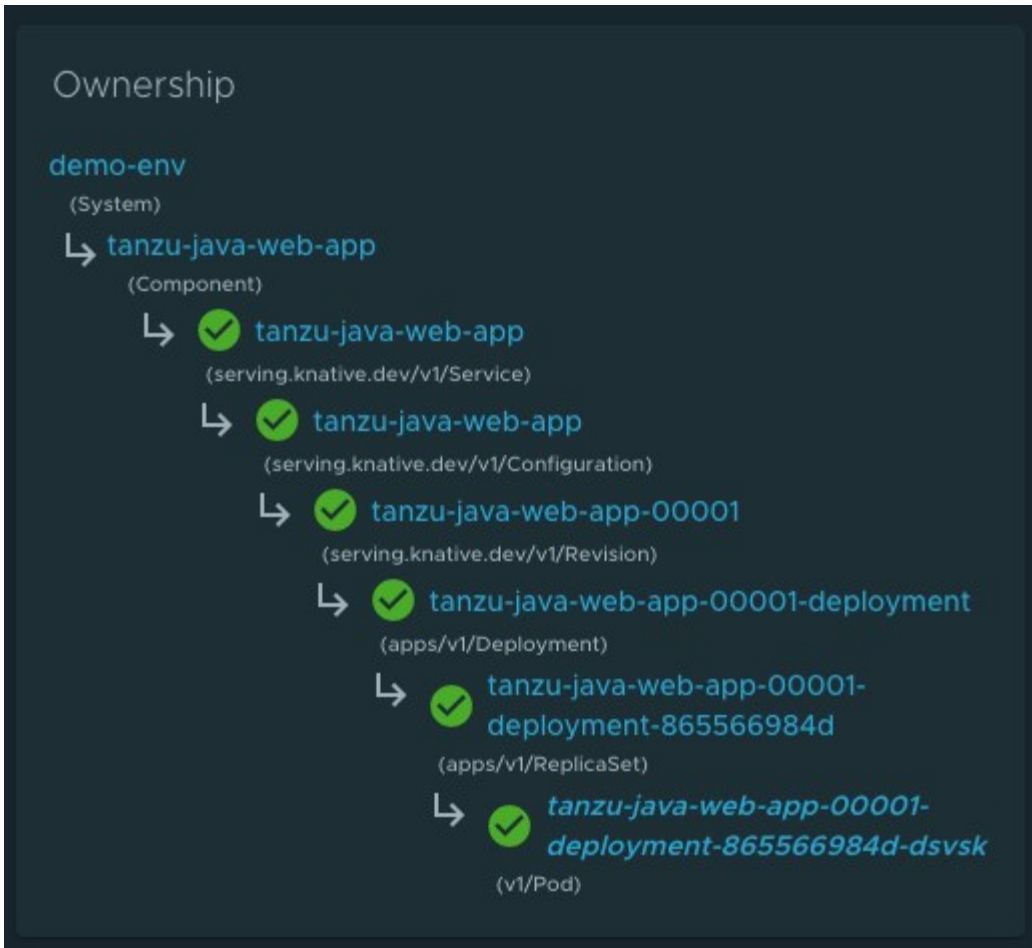 Ownership
demo-env
(System)
tanzu-java-web-app
(Component)
tanzu-java-web-app
(serving.knative.dev/v1/Service)
tanzu-java-web-app
(serving.knative.dev/v1/Configuration)
tanzu-java-web-app-00001
(serving.knative.dev/v1/Revision)
tanzu-java-web-app-00001-deployment
(apps/v1/Deployment)
tanzu-java-web-app-00001-
deployment-865566984d
(apps/v1/ReplicaSet)
tanzu-java-web-app-00001-
deployment-865566984d-dsvsk
(v1/Pod)